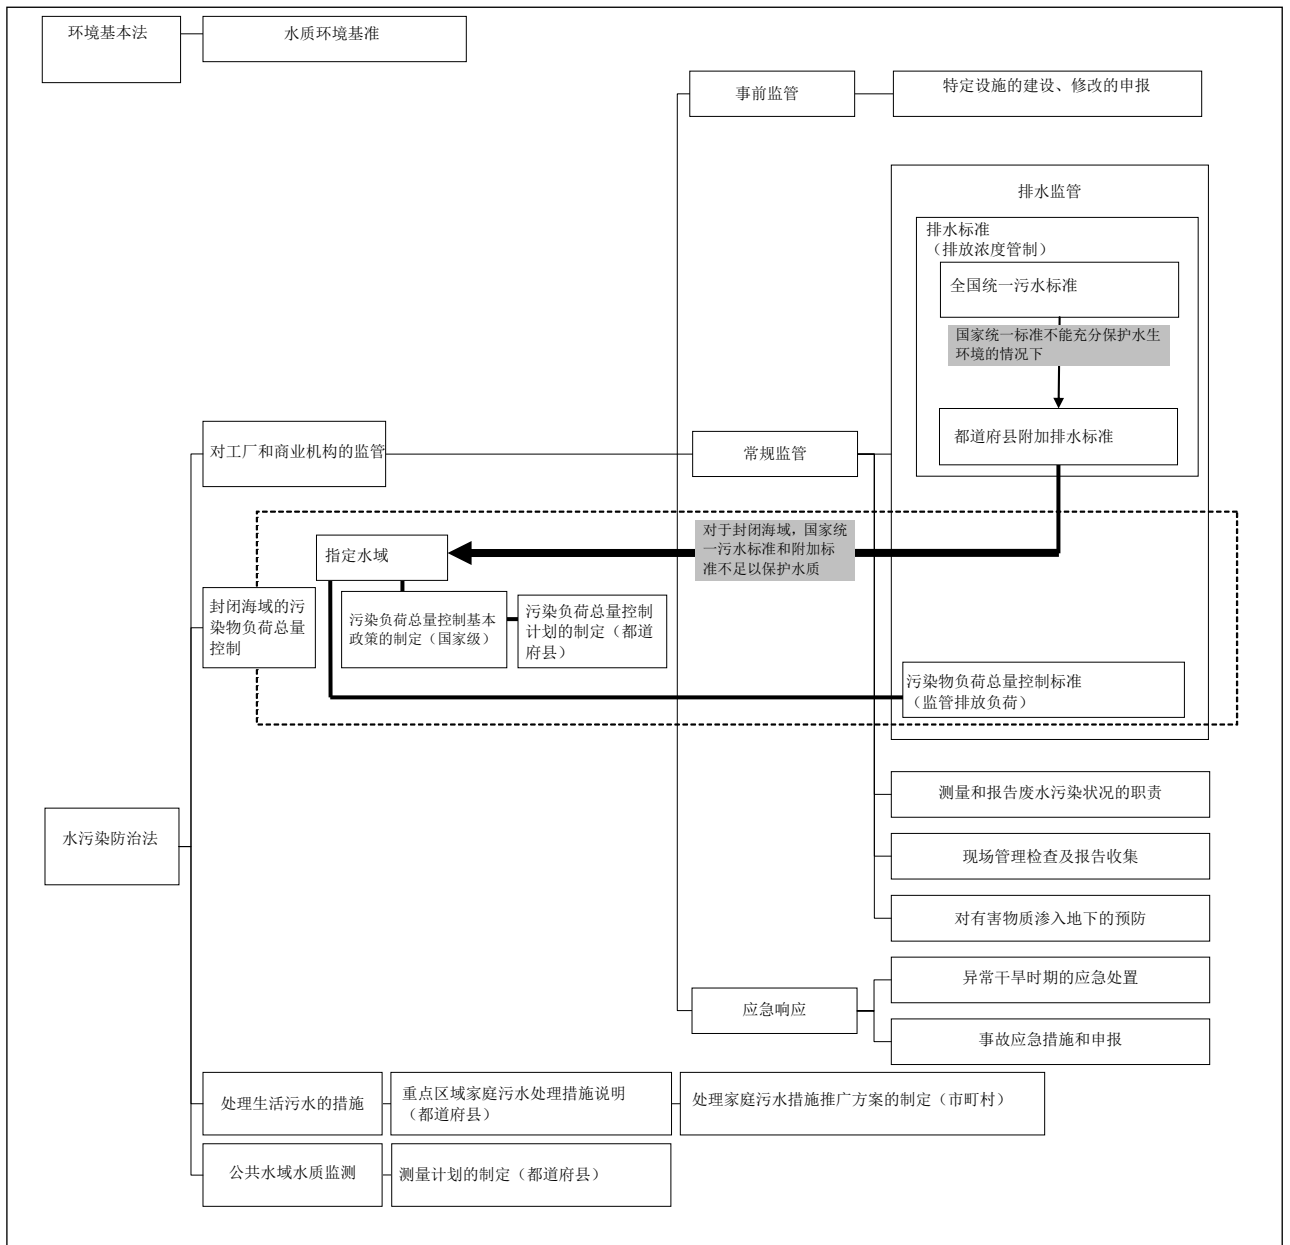 环境基本法
水质环境基准
事前监管
特定设施的建设、修改的申报
排水监管
排水标准
（排放浓度管制）
全国统一污水标准
国家统一标准不能充分保护水生
环境的情况下
都道府县附加排水标准
对工厂和商业机构的监管
常规监管
对于封闭海域，国家统
一污水标准和附加标
准不足以保护水质
指定水域
封闭海域的污
染物负荷总量
控制
污染负荷总量控制基本
政策的制定（国家级）
污染负荷总量控制
计划的制定（都道
府县）
污染物负荷总量控制标准
（监管排放负荷）
测量和报告废水污染状况的职责
水污染防治法
现场管理检查及报告收集
对有害物质渗入地下的预防
异常干旱时期的应急处置
应急响应
事故应急措施和申报
处理生活污水的措施
重点区域家庭污水处理措施说明
（都道府县）
处理家庭污水措施推广方案的制定（市町村）
公共水域水质监测
测量计划的制定（都道府县）